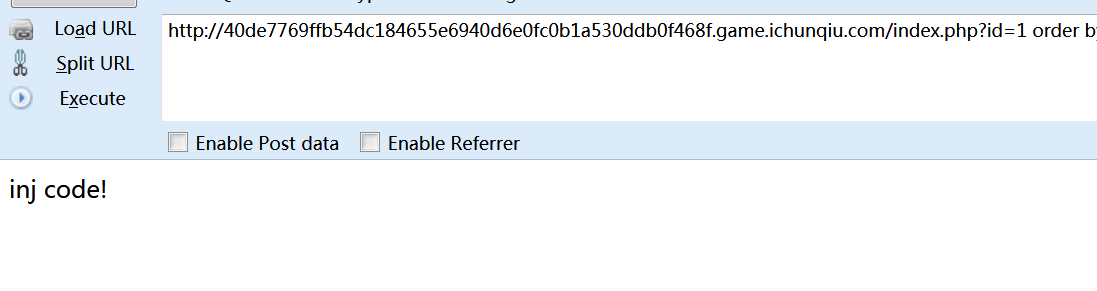 Load URL
http://40de7769ffb54dc184655e6940d6e0fc0b1a530ddb0f468f.game.ichunqiu.com/index.php?id=1 order by
Split URL
Execute
Enable Post data Enable Referrer
inj code!